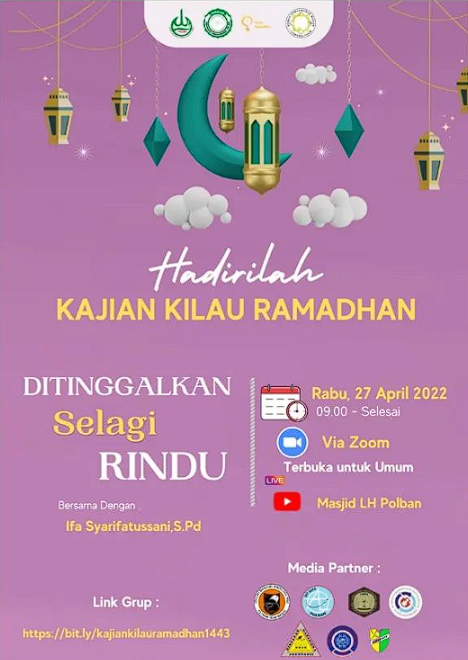 Hadirilah
KAJIAN KILAU RAMADHAN
DITINGGALKAN
Selagi
RINDU
Bersama Dengan .
Ifa Syarifatussani,S.Pd
Rabu, 27 April 2022
09.00 - Selesai
Via Zoom
Terbuka untuk Umum
LIVE
Masjid LH Polban
Media Partner :
Link Grup :
https://bit.ly/kajiankilauramadhan1443